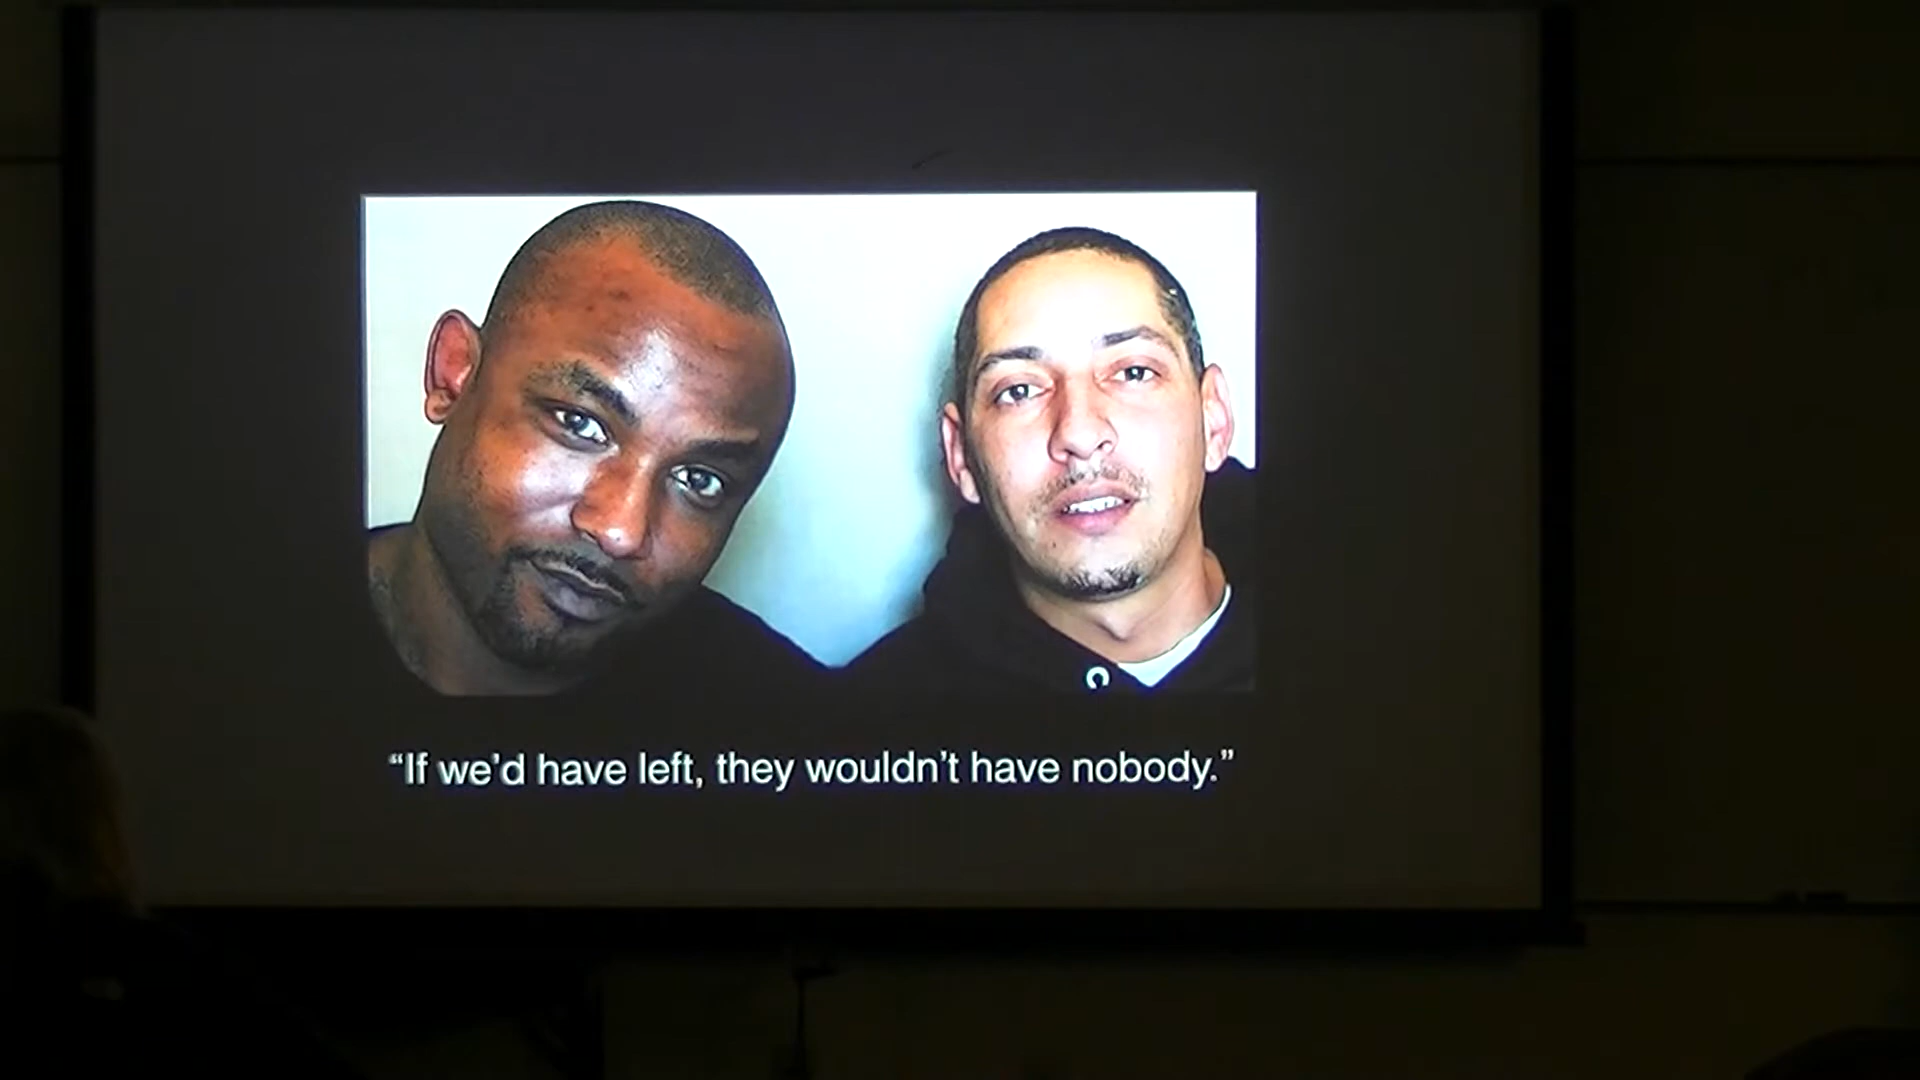 “If we’d have left, they wouldn’t have nobody.”